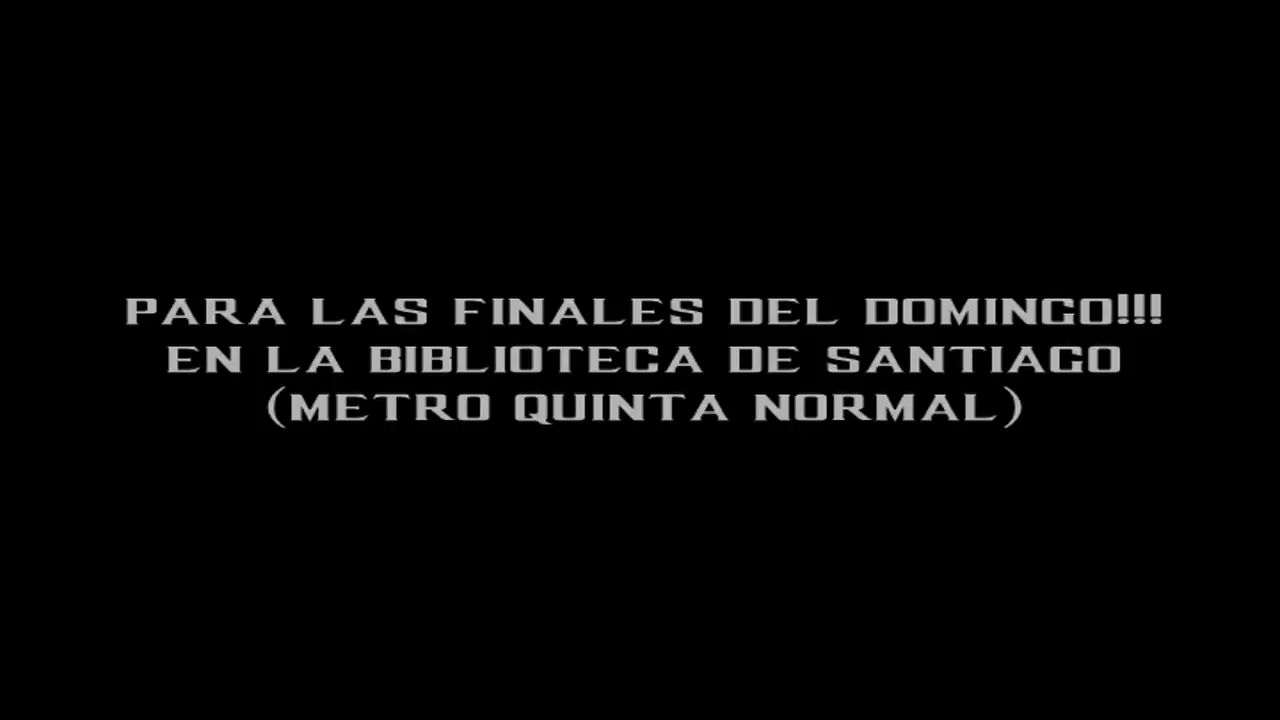 PARA LAS FINALES DEL DOMINGO!!!
EN LA BIBLIOTECA DE SANTIAGO
(METRO QUINTA NORMAL)